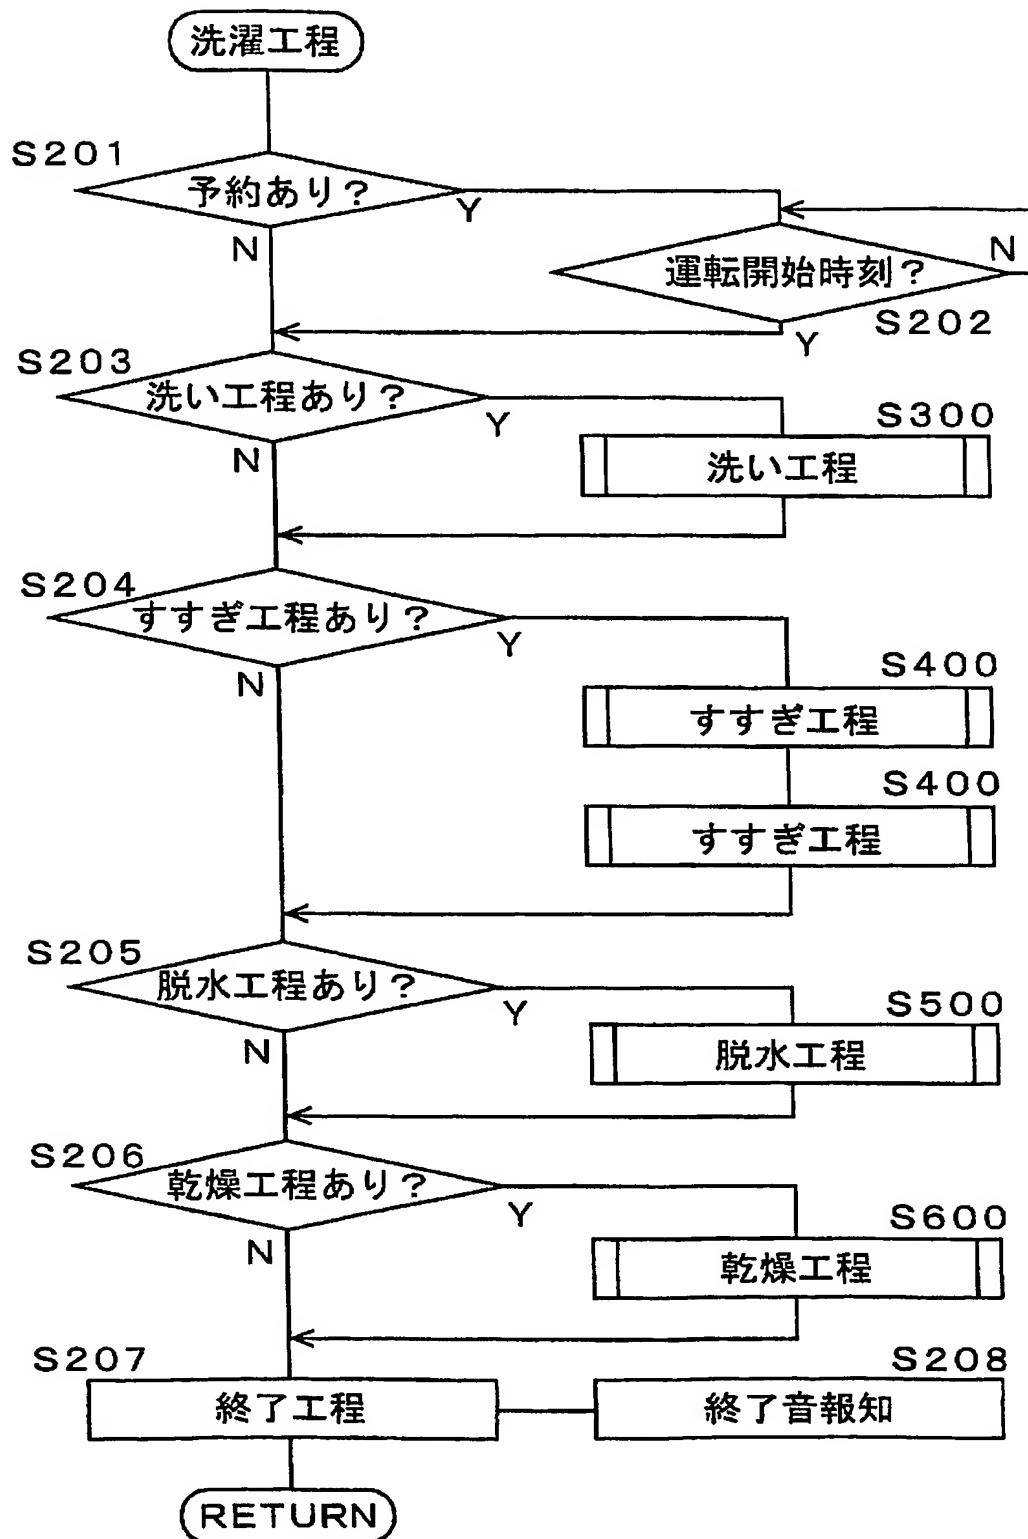 洗濯工程
S201
予約あり?
Y
N
運転開始時刻?
N
S202
Y
S203
洗い工程あり?
Y
N
S300
洗い工程
S204
すすぎ工程あり?
Y
N
S400
すすぎ工程
S400
すすぎ工程
S205
脱水工程あり?
Y
N
S500
脱水工程
S206
乾燥工程あり?
Y
N
S600
乾燥工程
S207
終了工程
S208
終了音報知
RETURN